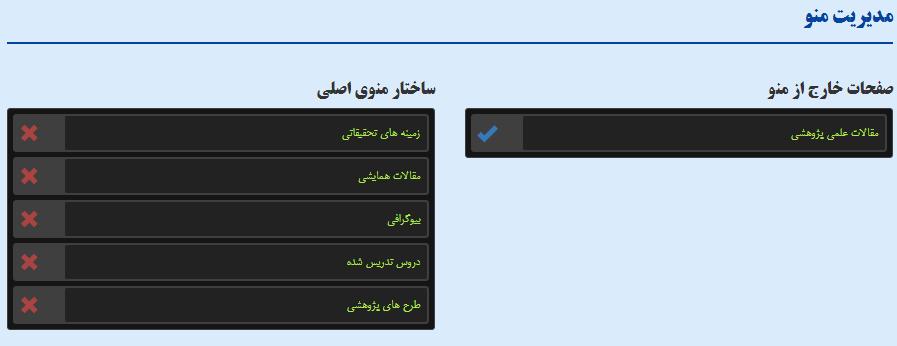 مدیریت منو
صفحات خارج از منو
مقالات علمی پژوهشی
ساختار منوی اصلی
زمینه های تحقیقاتی
مقالات همایشی
بیوگرافی
دروس تدریس شده
طرح های پژوهشی